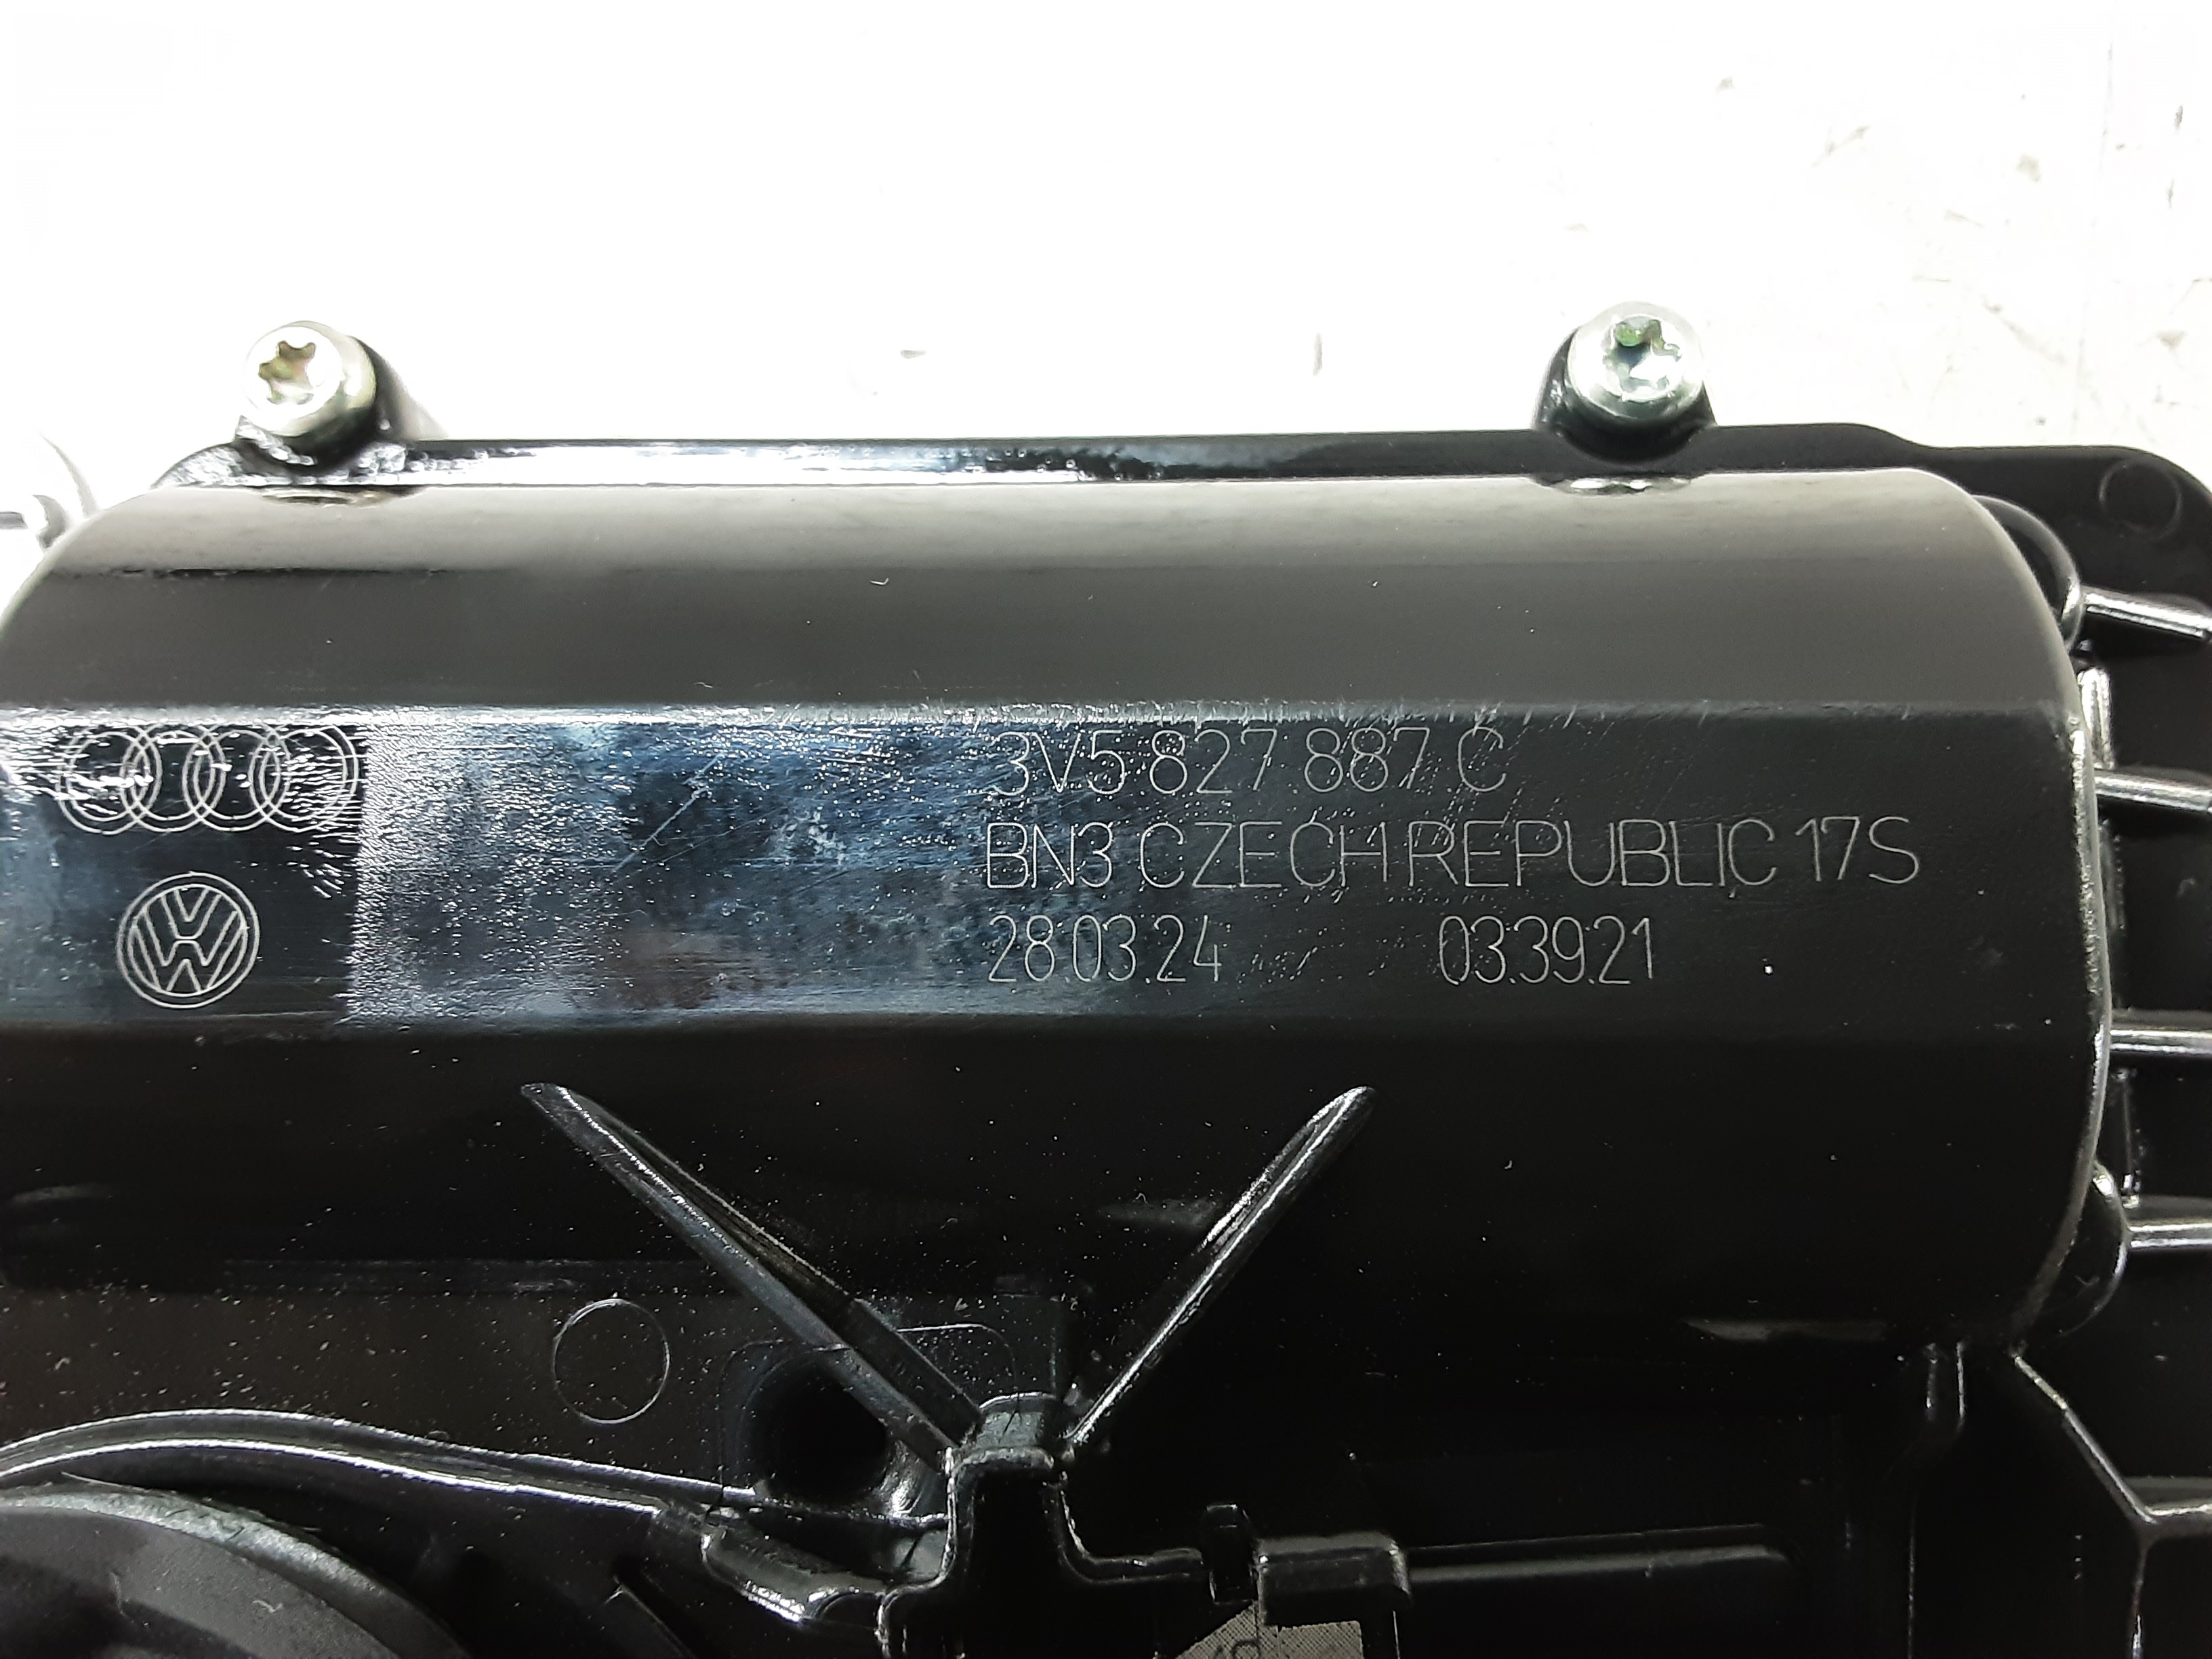 3V5 827 887 C
BN3 CZECH REPUBLIC 17S
28.03.24 03:39:21